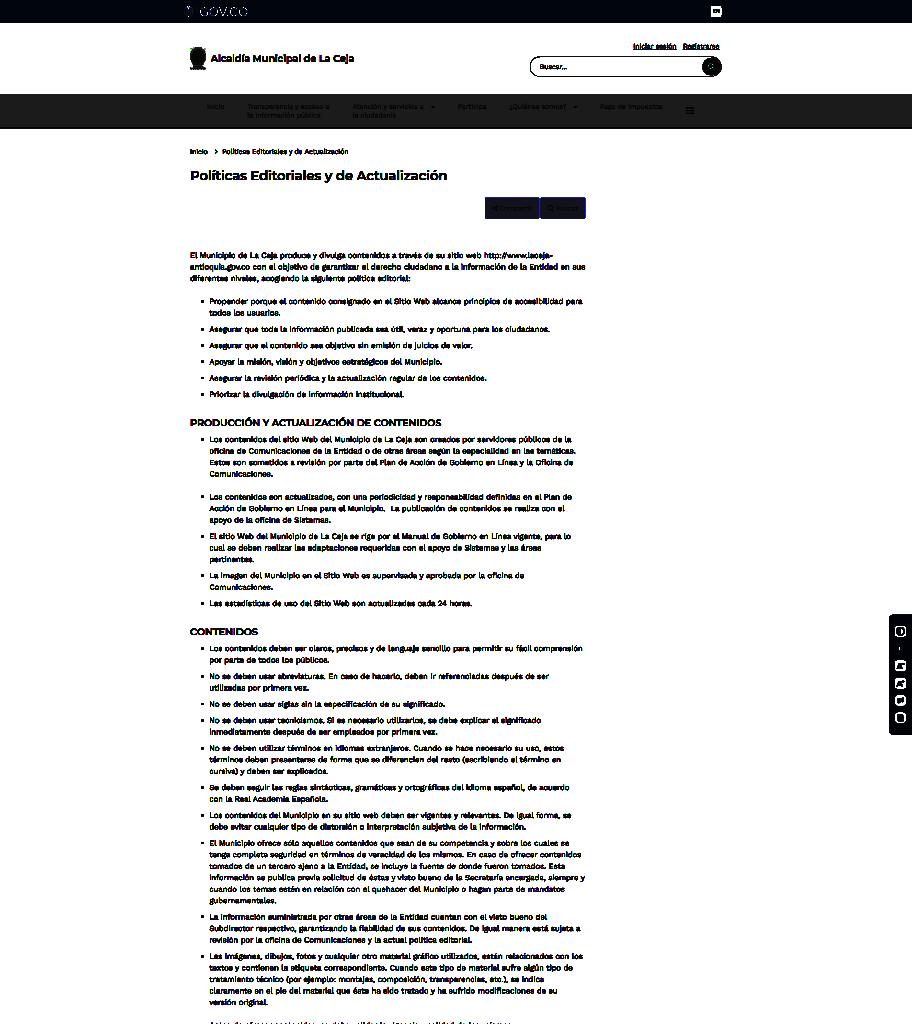 GOV.CO
EN
Alcaldía Municipal de La Ceja
Iniciar sesión Registrarse
Buscar...
Inicio
Transparencia y acceso a
la información pública
Atención y servicios a
la ciudadanía
Participa
¿Quiénes somos?
Pago de impuestos
Inicio > Políticas Editoriales y de Actualización
Políticas Editoriales y de Actualización
El Municipio de La Ceja produce y divulga contenidos a través de su sitio web http://www.laceja-
antioquia.gov.co con el objetivo de garantizar el derecho ciudadano a la información de la Entidad en sus
diferentes niveles, acogiendo la siguiente política editorial:
• Propender porque el contenido consignado en el Sitio Web alcance principios de accesibilidad para
todos los usuarios.
• Asegurar que toda la información publicada sea útil, veraz y oportuna para los ciudadanos.
• Asegurar que el contenido sea objetivo sin emisión de juicios de valor.
• Apoyar la misión, visión y objetivos estratégicos del Municipio.
• Asegurar la revisión periódica y la actualización regular de los contenidos.
• Priorizar la divulgación de información institucional.
PRODUCCIÓN Y ACTUALIZACIÓN DE CONTENIDOS
• Los contenidos del sitio Web del Municipio de La Ceja son creados por servidores públicos de la
oficina de Comunicaciones de la Entidad o de otras áreas según la especialidad en las temáticas.
Estos son sometidos a revisión por parte del Plan de Acción de Gobierno en Línea y la Oficina de
Comunicaciones.
• Los contenidos son actualizados, con una periodicidad y responsabilidad definidas en el Plan de
Acción de Gobierno en Línea para el Municipio. La publicación de contenidos se realiza con el
apoyo de la oficina de Sistemas.
• El sitio Web del Municipio de La Ceja se rige por el Manual de Gobierno en Línea vigente, para lo
cual se deben realizar las adaptaciones requeridas con el apoyo de Sistemas y las áreas
pertinentes.
• La imagen del Municipio en el Sitio Web es supervisada y aprobada por la oficina de
Comunicaciones.
• Las estadísticas de uso del Sitio Web son actualizadas cada 24 horas.
CONTENIDOS
• Los contenidos deben ser claros, precisos y de lenguaje sencillo para permitir su fácil comprensión
por parte de todos los públicos.
• No se deben usar abreviaturas. En caso de hacerlo, deben ir referenciadas después de ser
utilizadas por primera vez.
• No se deben usar siglas sin la especificación de su significado.
• No se deben usar tecnicismos. Si es necesario utilizarlos, se debe explicar el significado
inmediatamente después de ser empleados por primera vez.
• No se deben utilizar términos en idiomas extranjeros. Cuando se hace necesario su uso, estos
términos deben presentarse de forma que se diferencien del resto (escribiendo el término en
cursiva) y deben ser explicados.
• Se deben seguir las reglas sintácticas, gramáticas y ortográficas del idioma español, de acuerdo
con la Real Academia Española.
• Los contenidos del Municipio en su sitio web deben ser vigentes y relevantes. De igual forma, se
debe evitar cualquier tipo de distorsión o interpretación subjetiva de la información.
• El Municipio ofrece sólo aquellos contenidos que sean de su competencia y sobre los cuales se
tenga completa seguridad en términos de veracidad de los mismos. En caso de ofrecer contenidos
tomados de un tercero ajeno a la Entidad, se incluye la fuente de donde fueron tomados. Esta
información se publica previa solicitud de éstas y visto bueno de la Secretaría encargada, siempre y
cuando los temas estén en relación con el quehacer del Municipio o hagan parte de mandatos
gubernamentales.
• La información suministrada por otras áreas de la Entidad cuentan con el visto bueno del
Subdirector respectivo, garantizando la fiabilidad de sus contenidos. De igual manera está sujeta a
revisión por la oficina de Comunicaciones y la actual política editorial.
• Las imágenes, dibujos, fotos y cualquier otro material gráfico utilizados, están relacionados con los
textos y contienen la etiqueta correspondiente. Cuando este tipo de material sufre algún tipo de
tratamiento técnico (por ejemplo: montajes, composición, transparencias, etc.), se indica
claramente en el pie del material que éste ha sido tratado y ha sufrido modificaciones de su
versión original.